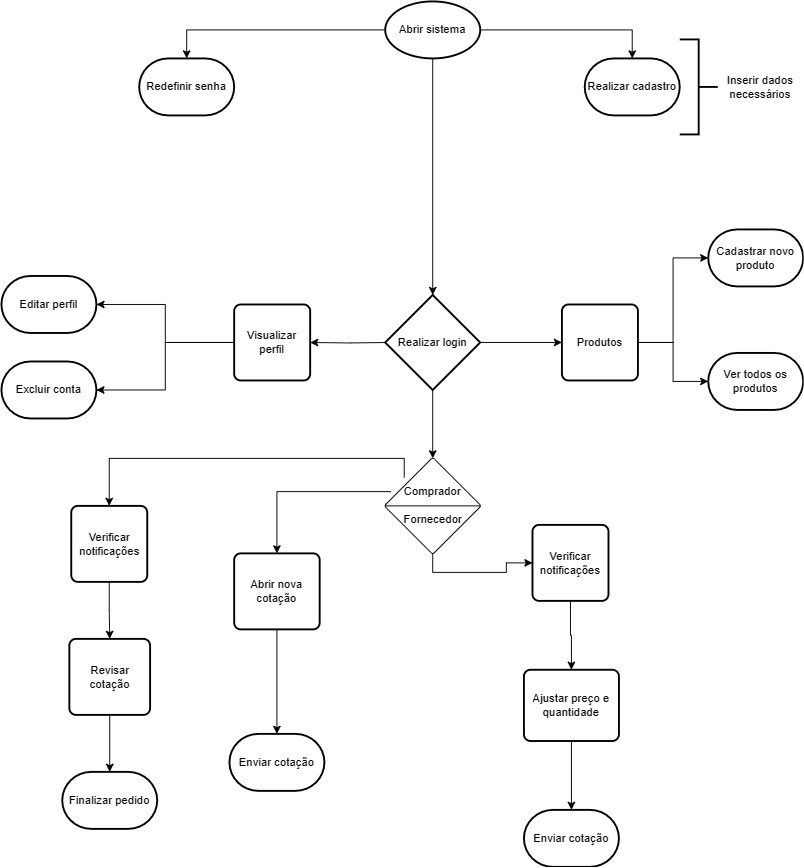 Abrir sistema
Redefinir senha
Realizar cadastro
Inserir dados
necessários
Cadastrar novo
produto
Editar perfil
Visualizar
perfil
Realizar login
Produtos
Excluir conta
Ver todos os
produtos
Comprador
Fornecedor
Verificar
notificações
Abrir nova
cotação
Verificar
notificações
Revisar
cotação
Ajustar preço e
quantidade
Enviar cotação
Finalizar pedido
Enviar cotação